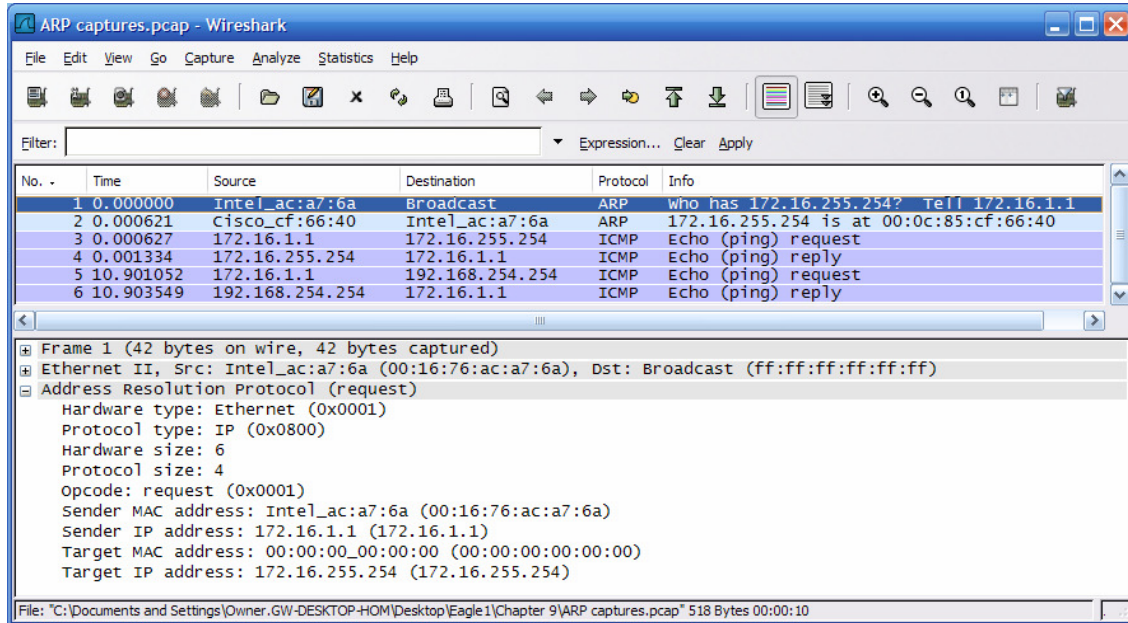 ARP captures.pcap - Wireshark
File Edit View Go Capture Analyze Statistics Help
Filter: Expression... Clear Apply
No. . Time Source Destination Protocol Info
1 0.000000 Intel_ac:a7:6a Broadcast ARP Who has 172.16.255.254? Tell 172.16.1.1
2 0.000621 Cisco_cf:66:40 Intel_ac:a7:6a ARP 172.16.255.254 is at 00:0c:85:cf:66:40
3 0.000627 172.16.1.1 172.16.255.254 ICMP Echo (ping) request
4 0.001334 172.16.255.254 172.16.1.1 ICMP Echo (ping) reply
5 10.901052 172.16.1.1 192.168.254.254 ICMP Echo (ping) request
6 10.903549 192.168.254.254 172.16.1.1 ICMP Echo (ping) reply
Frame 1 (42 bytes on wire, 42 bytes captured)
Ethernet II, Src: Intel_ac:a7:6a (00:16:76:ac:a7:6a), Dst: Broadcast (ff:ff:ff:ff:ff:ff)
Address Resolution Protocol (request)
Hardware type: Ethernet (0x0001)
Protocol type: IP (0x0800)
Hardware size: 6
Protocol size: 4
Opcode: request (0x0001)
Sender MAC address: Intel_ac:a7:6a (00:16:76:ac:a7:6a)
Sender IP address: 172.16.1.1 (172.16.1.1)
Target MAC address: 00:00:00_00:00:00 (00:00:00:00:00:00)
Target IP address: 172.16.255.254 (172.16.255.254)
File: "C:\Documents and Settings\Owner.GW-DESKTOP-HOM\Desktop\Eagle1\Chapter 9\ARP captures.pcap" 518 Bytes 00:00:10